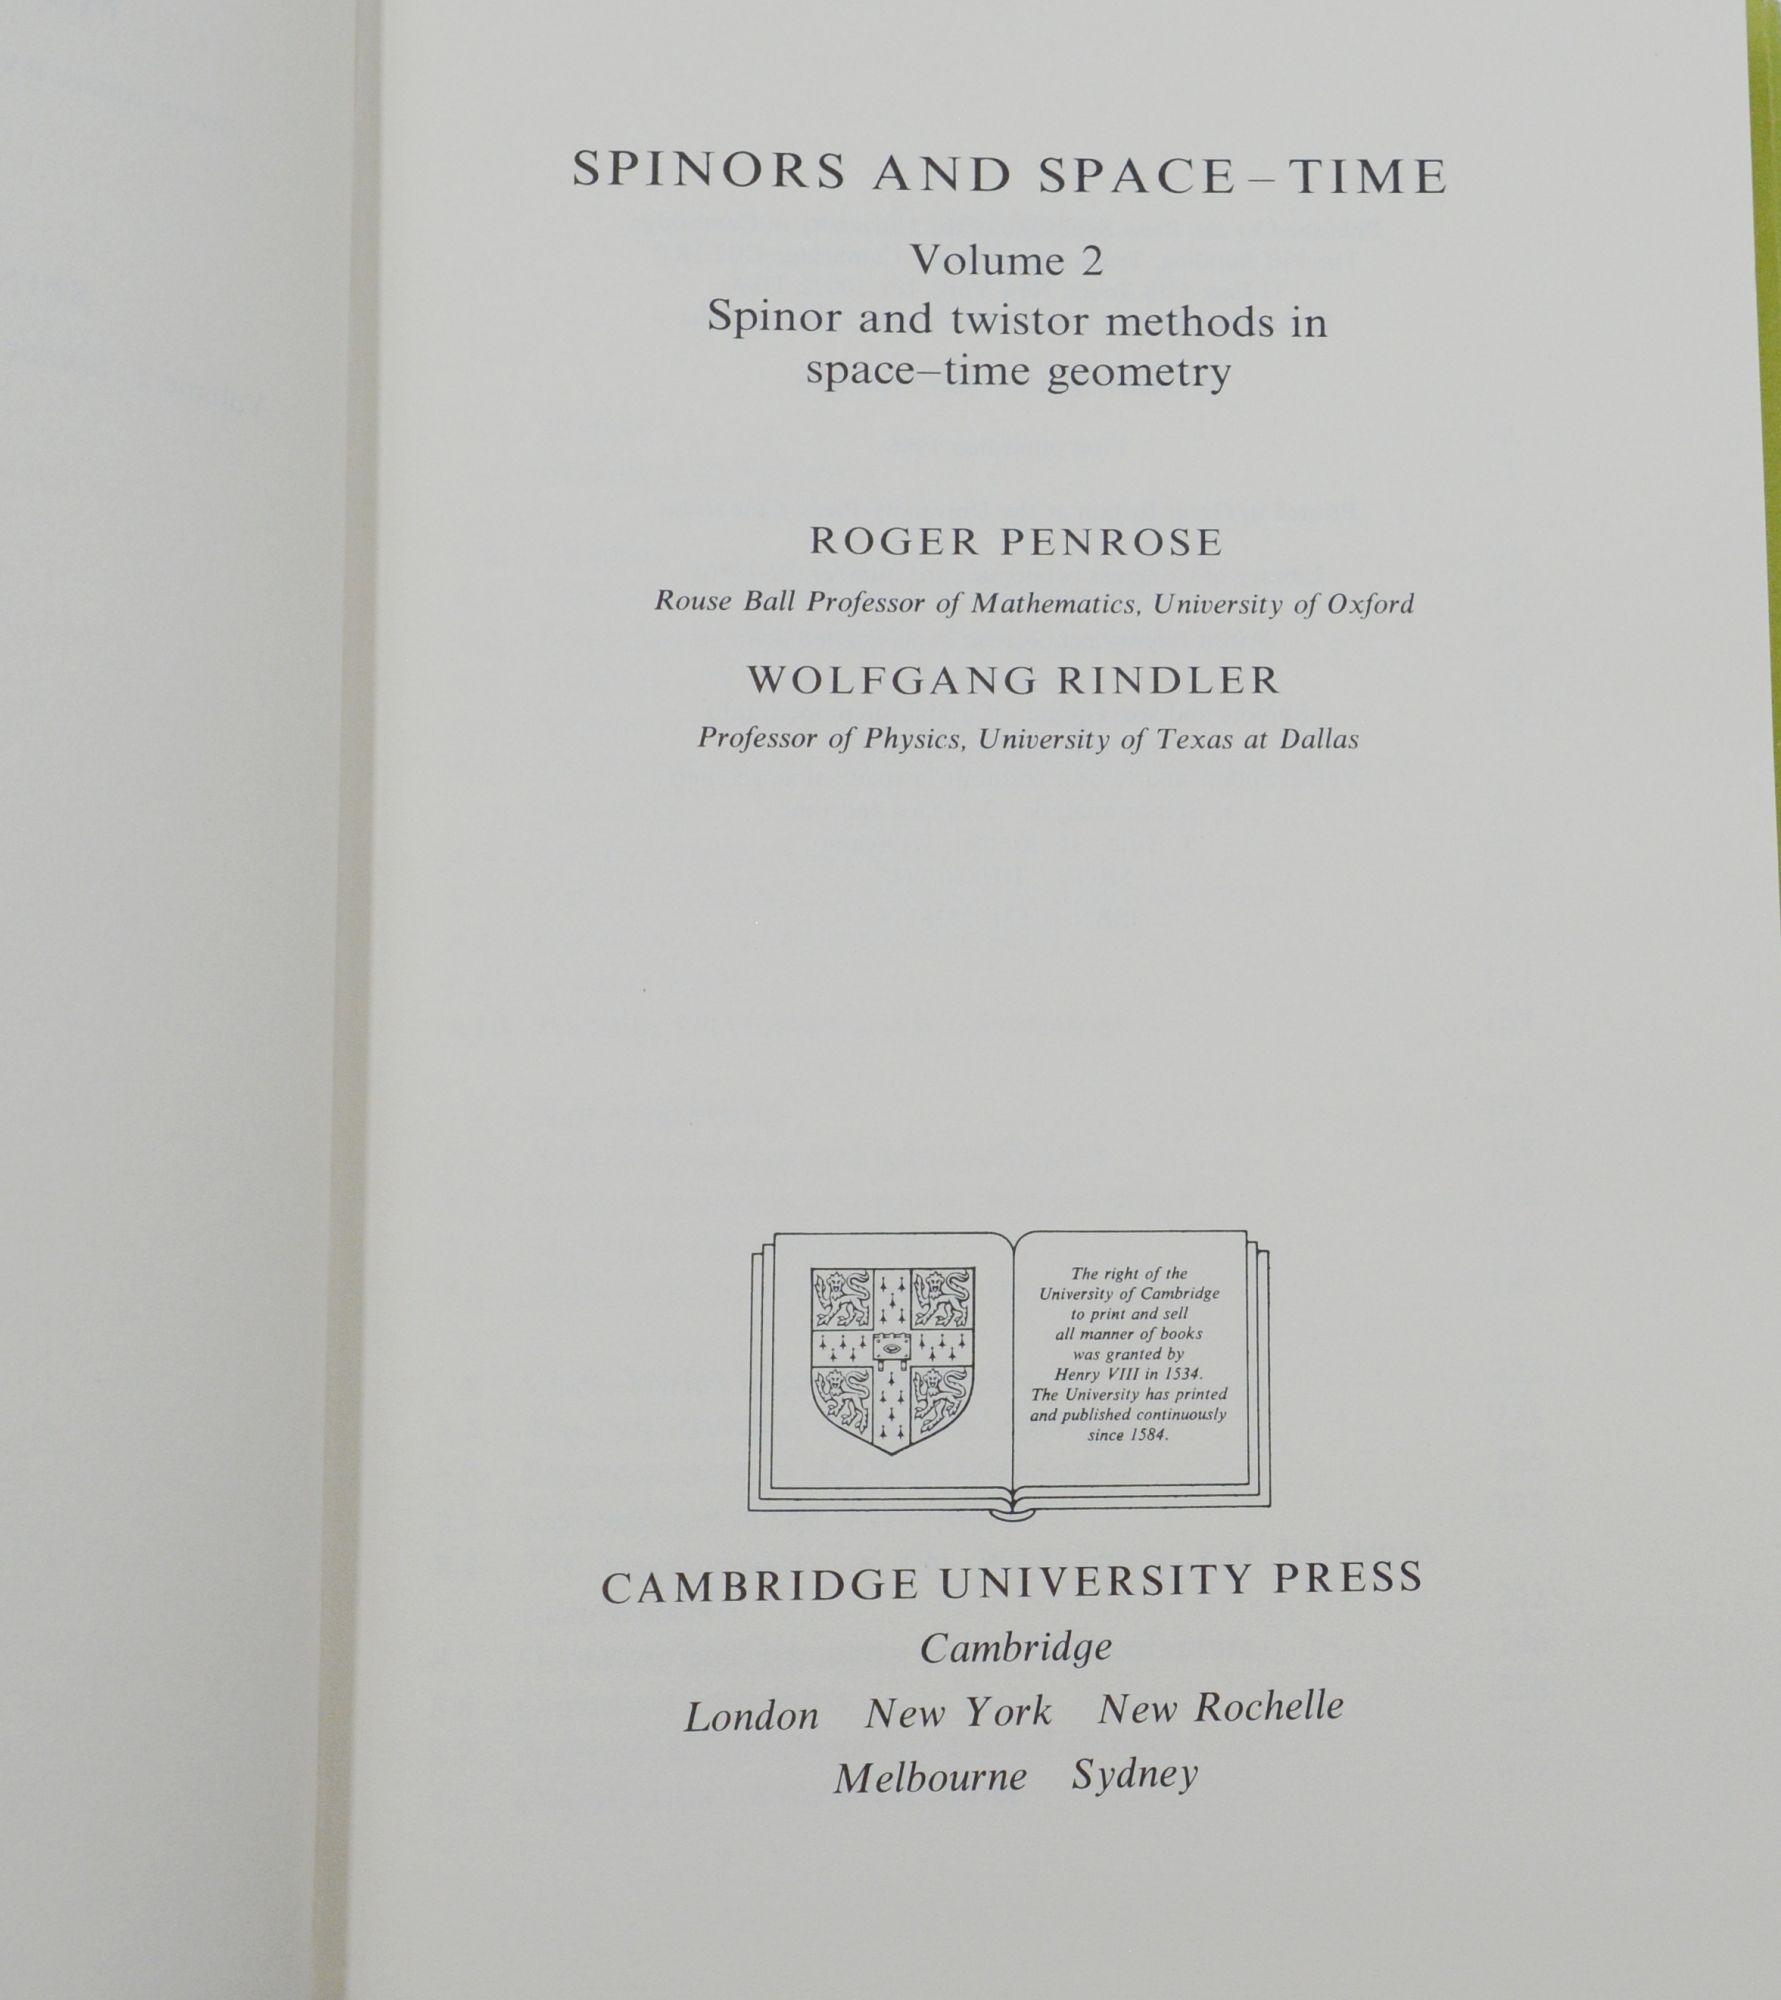 SPINORS AND SPACE–TIME
Volume 2
Spinor and twistor methods in
space–time geometry
ROGER PENROSE
Rouse Ball Professor of Mathematics, University of Oxford
WOLFGANG RINDLER
Professor of Physics, University of Texas at Dallas
The right of the
University of Cambridge
to print and sell
all manner of books
was granted by
Henry VIII in 1534.
The University has printed
and published continuously
since 1584.
CAMBRIDGE UNIVERSITY PRESS
Cambridge
London New York New Rochelle
Melbourne Sydney